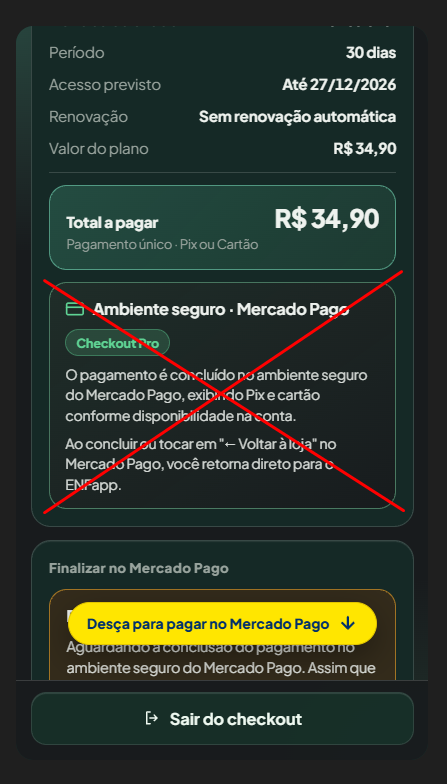 Período 30 dias
Acesso previsto Até 27/12/2026
Renovação Sem renovação automática
Valor do plano R$ 34,90
Total a pagar R$ 34,90
Pagamento único · Pix ou Cartão
Ambiente seguro · Mercado Pago
Checkout Pro
O pagamento é concluído no ambiente seguro
do Mercado Pago, exibindo Pix e cartão
conforme disponibilidade na conta.
Ao concluir ou tocar em "← Voltar à loja" no
Mercado Pago, você retorna direto para o
ENFapp.
Finalizar no Mercado Pago
Desça para pagar no Mercado Pago ↓
Aguardando a conclusão do pagamento no
ambiente seguro do Mercado Pago. Assim que
Sair do checkout